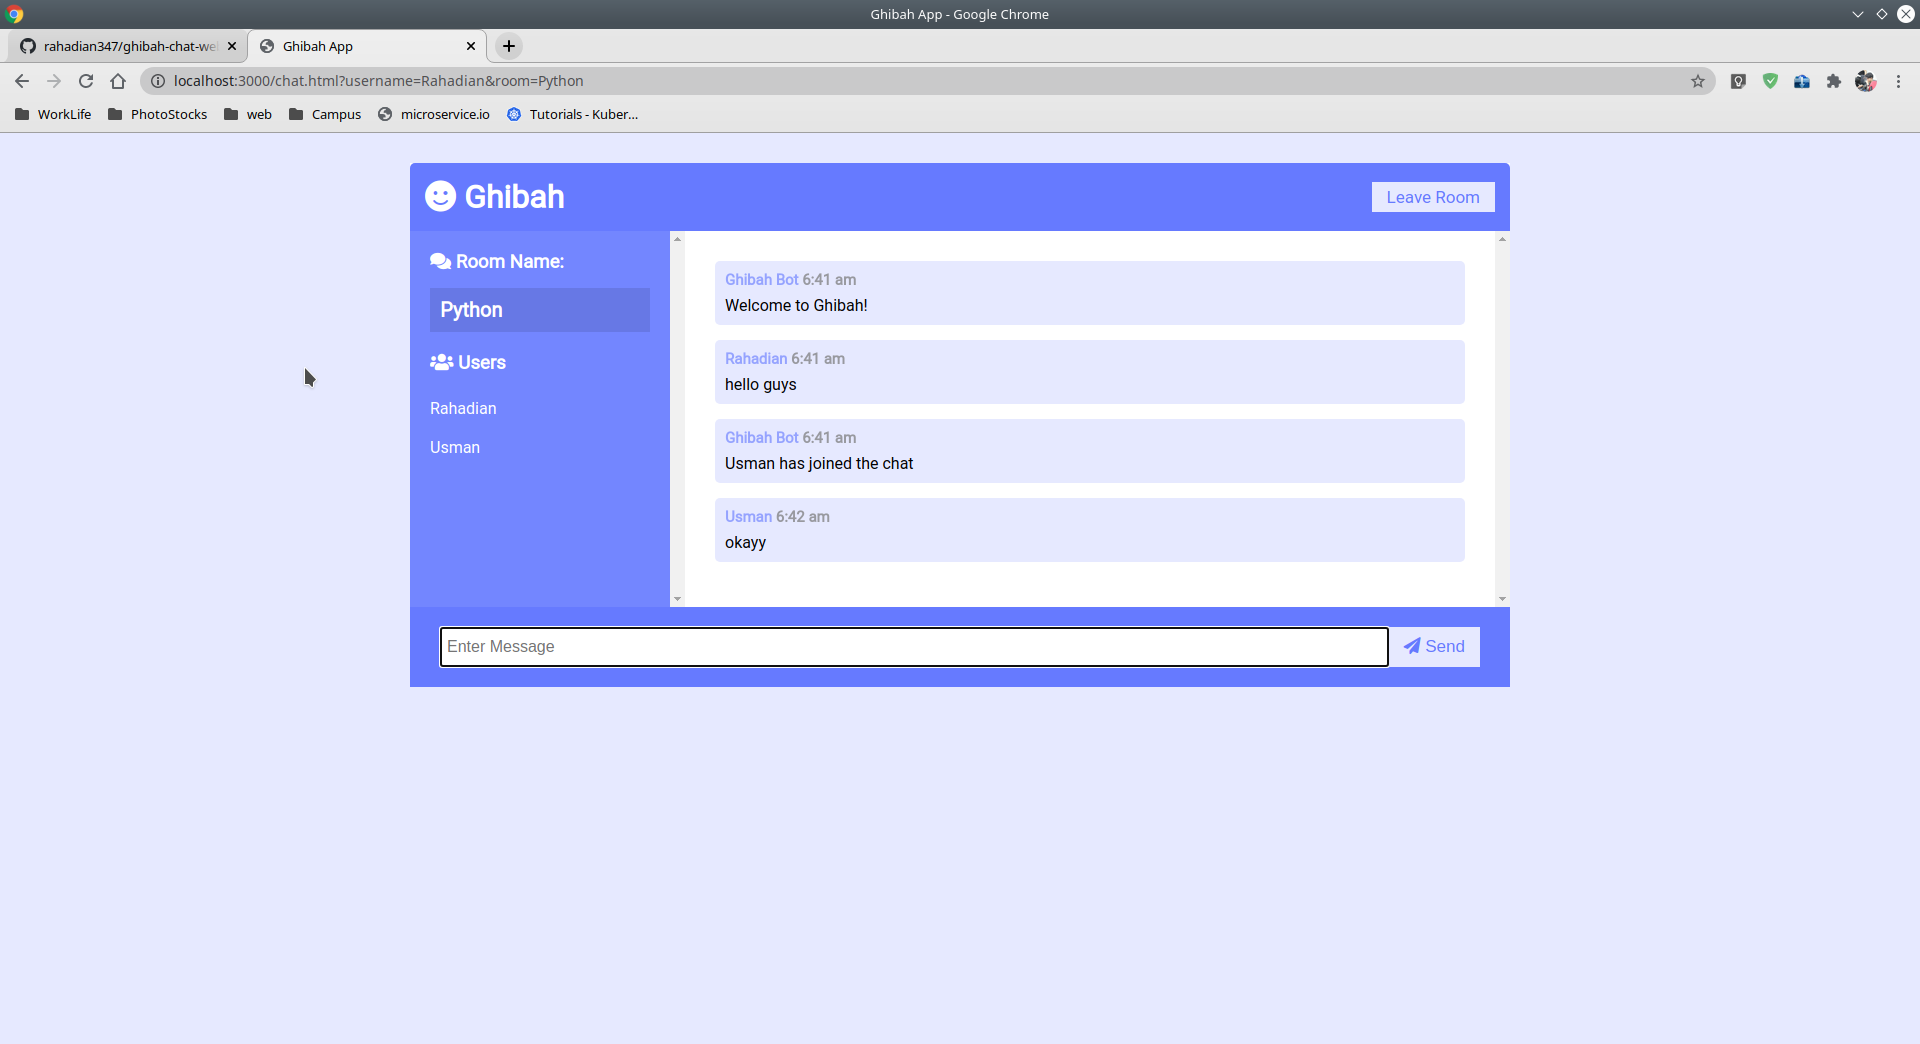 Ghibah App - Google Chrome
rahadian347/ghibah-chat-we
Ghibah App
localhost:3000/chat.html?username=Rahadian&room=Python
WorkLife
PhotoStocks
web
Campus
microservice.io
Tutorials - Kuber...
Ghibah
Leave Room
Room Name:
Python
Users
Rahadian
Usman
Ghibah Bot 6:41 am
Welcome to Ghibah!
Rahadian 6:41 am
hello guys
Ghibah Bot 6:41 am
Usman has joined the chat
Usman 6:42 am
okayy
Enter Message
Send